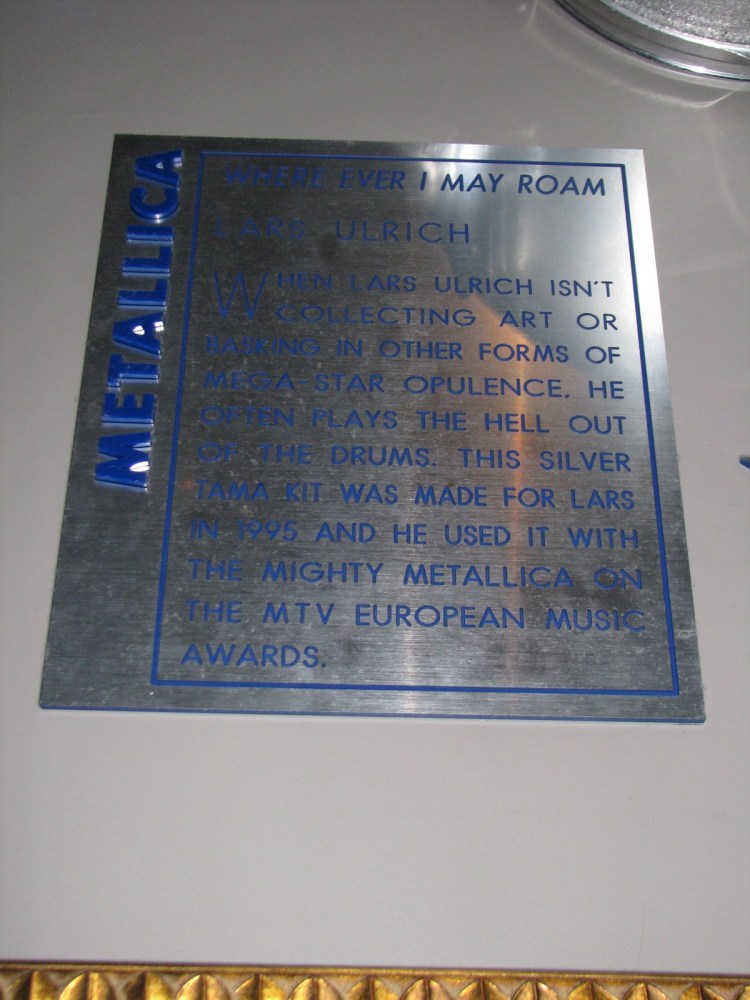 METALLICA
WHERE EVER I MAY ROAM
LARS ULRICH
WHEN LARS ULRICH ISN'T
COLLECTING ART OR
BASKING IN OTHER FORMS OF
MEGA-STAR OPULENCE, HE
OFTEN PLAYS THE HELL OUT
OF THE DRUMS. THIS SILVER
TAMA KIT WAS MADE FOR LARS
IN 1995 AND HE USED IT WITH
THE MIGHTY METALLICA ON
THE MTV EUROPEAN MUSIC
AWARDS.